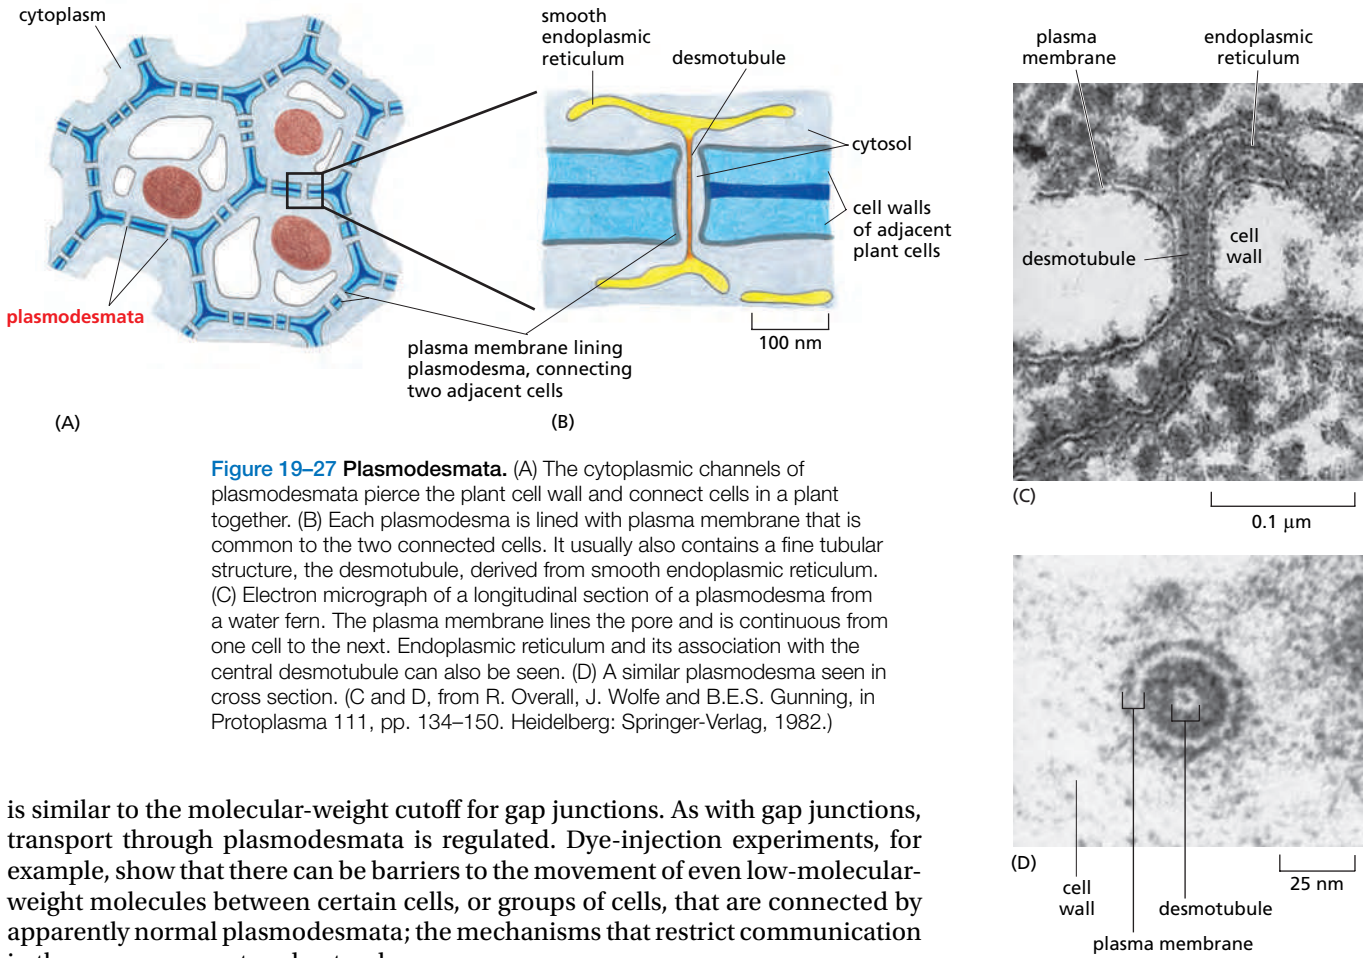 cytoplasm
smooth
endoplasmic
reticulum
desmotubule
cytosol
cell walls
of adjacent
plant cells
100 nm
plasmodesmata
plasma membrane lining
plasmodesma, connecting
two adjacent cells
(A)
(B)
plasma
membrane
endoplasmic
reticulum
desmotubule
cell
wall
(C)
0.1 μm
Figure 19–27 Plasmodesmata. (A) The cytoplasmic channels of
plasmodesmata pierce the plant cell wall and connect cells in a plant
together. (B) Each plasmodesma is lined with plasma membrane that is
common to the two connected cells. It usually also contains a fine tubular
structure, the desmotubule, derived from smooth endoplasmic reticulum.
(C) Electron micrograph of a longitudinal section of a plasmodesma from
a water fern. The plasma membrane lines the pore and is continuous from
one cell to the next. Endoplasmic reticulum and its association with the
central desmotubule can also be seen. (D) A similar plasmodesma seen in
cross section. (C and D, from R. Overall, J. Wolfe and B.E.S. Gunning, in
Protoplasma 111, pp. 134–150. Heidelberg: Springer-Verlag, 1982.)
(D)
25 nm
cell
wall
desmotubule
plasma membrane
is similar to the molecular-weight cutoff for gap junctions. As with gap junctions,
transport through plasmodesmata is regulated. Dye-injection experiments, for
example, show that there can be barriers to the movement of even low-molecular-
weight molecules between certain cells, or groups of cells, that are connected by
apparently normal plasmodesmata; the mechanisms that restrict communication